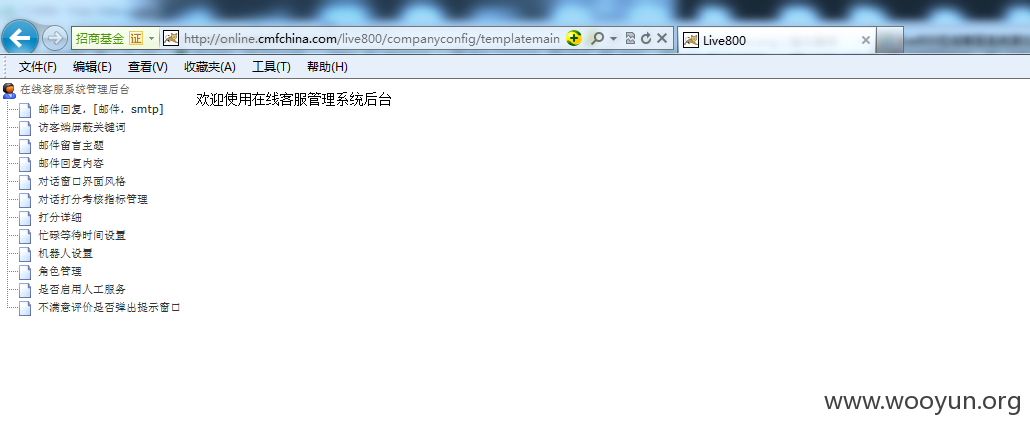 招商基金 证 http://online.cmfchina.com/live800/companyconfig/templatemain Live800
文件(F) 编辑(E) 查看(V) 收藏夹(A) 工具(T) 帮助(H)
在线客服系统管理后台
欢迎使用在线客服管理系统后台
邮件回复，[邮件，smtp]
访客端屏蔽关键词
邮件留言主题
邮件回复内容
对话窗口界面风格
对话打分考核指标管理
打分详细
忙碌等待时间设置
机器人设置
角色管理
是否启用人工服务
不满意评价是否弹出提示窗口
www.wooyun.org